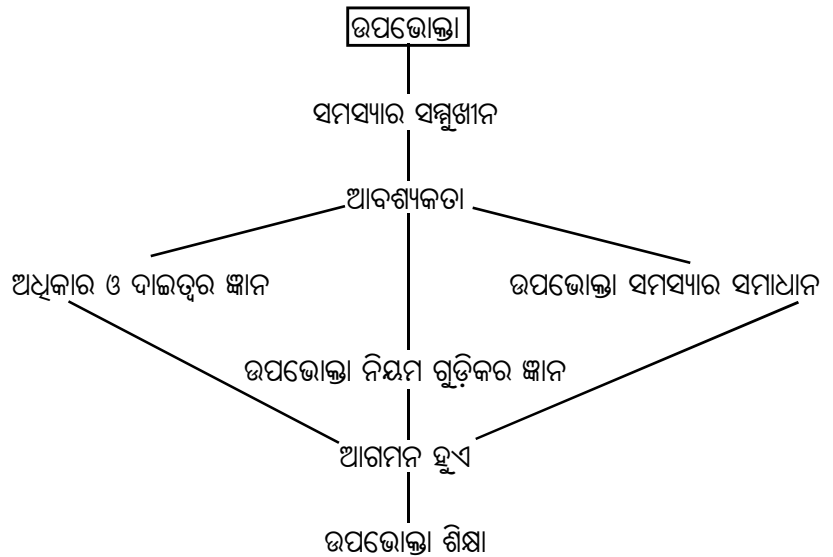 ଉପଭୋକ୍ତା
ସମସ୍ୟାର ସମ୍ମୁଖୀନ
ଆବଶ୍ୟକତା
ଅଧିକାର ଓ ଦାଇତ୍ୱର ଜ୍ଞାନ
ଉପଭୋକ୍ତା ସମସ୍ୟାର ସମାଧାନ
ଉପଭୋକ୍ତା ନିୟମ ଗୁଡ଼ିକର ଜ୍ଞାନ
ଆଗମନ ହୁଏ
ଉପଭୋକ୍ତା ଶିକ୍ଷା